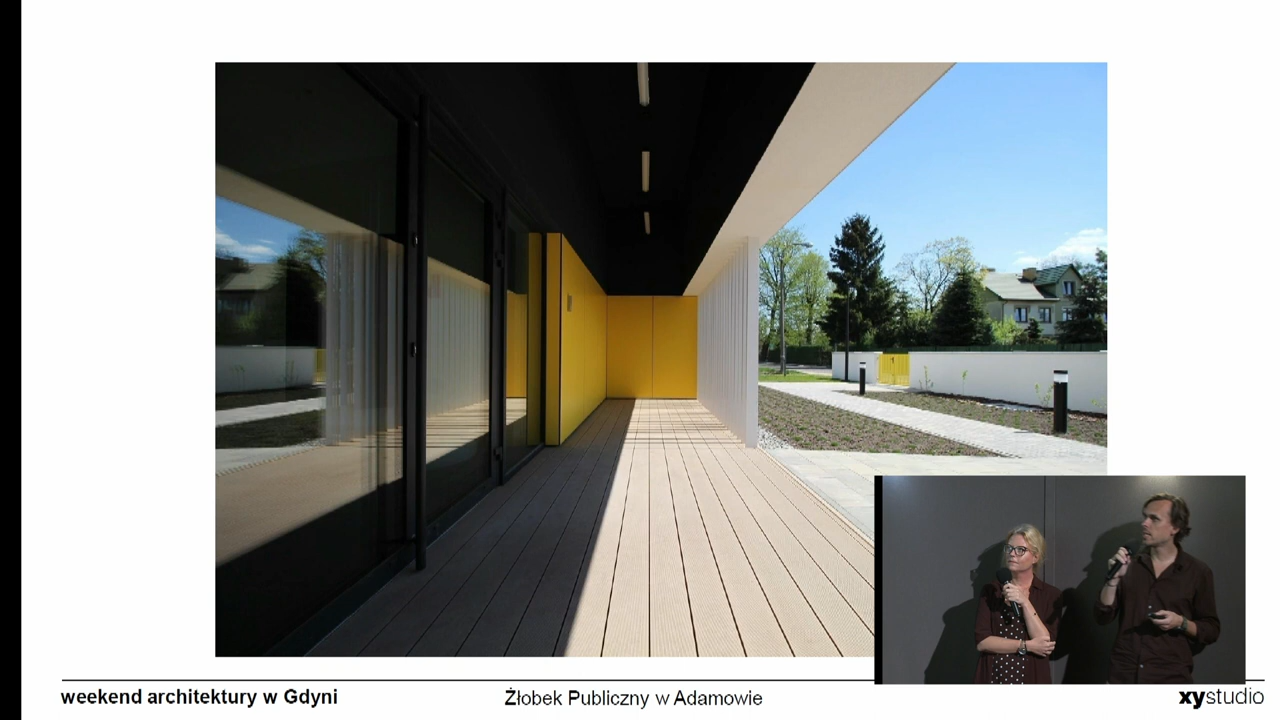 weekend architektury w Gdyni
Żłobek Publiczny w Adamowie
xystudio